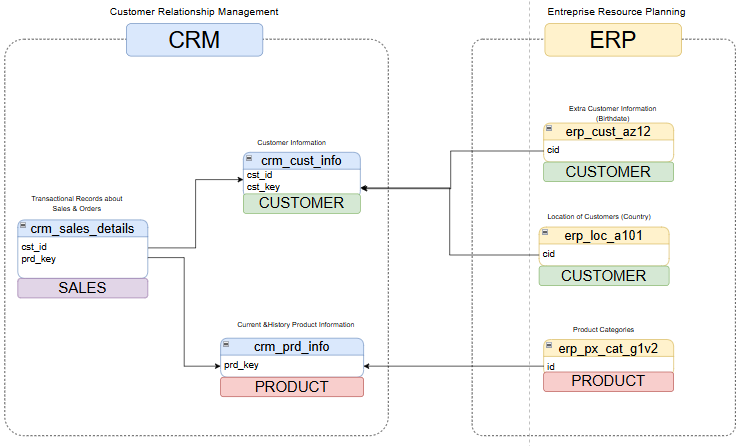 Customer Relationship Management
CRM
Entreprise Resource Planning
ERP
Extra Customer Information
(Birthdate)
erp_cust_az12
cid
CUSTOMER
Customer Information
crm_cust_info
cst_id
cst_key
CUSTOMER
Transactional Records about
Sales & Orders
crm_sales_details
cst_id
prd_key
SALES
Location of Customers (Country)
erp_loc_a101
cid
CUSTOMER
Current &History Product Information
crm_prd_info
prd_key
PRODUCT
Product Categories
erp_px_cat_g1v2
id
PRODUCT